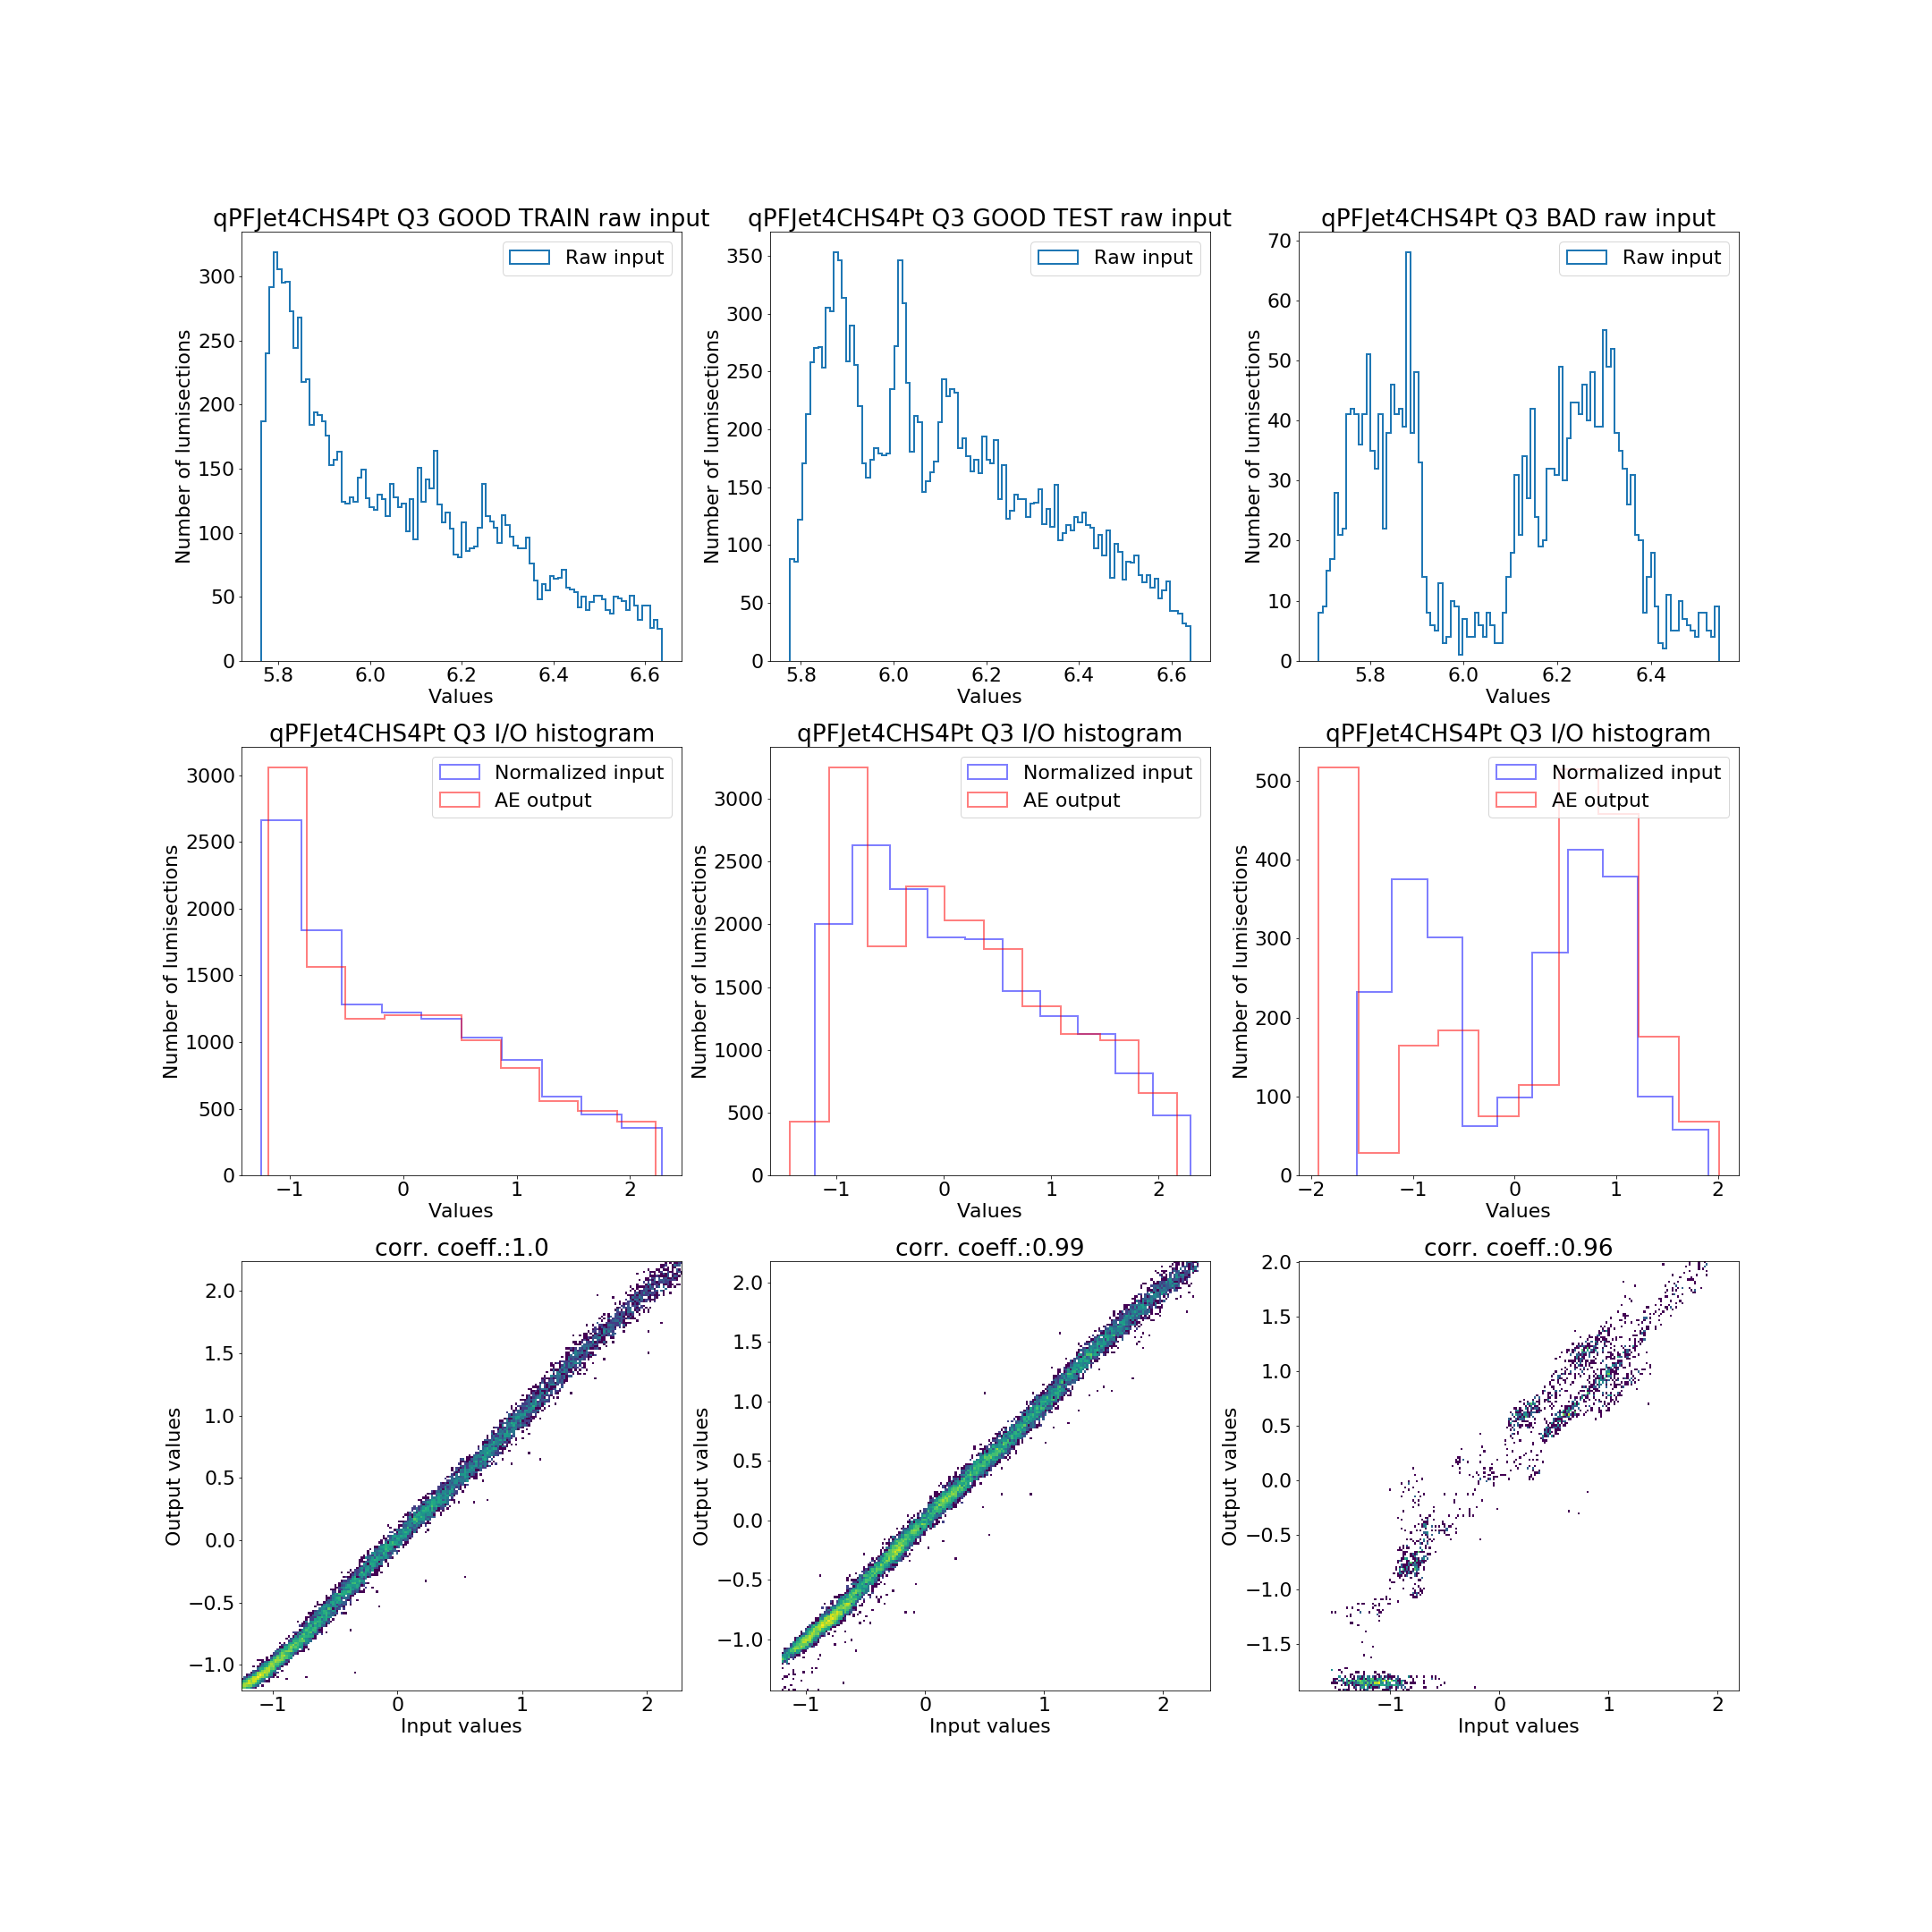 qPFJet4CHS4Pt Q3 GOOD TRAIN raw input
Raw input
300
250
200
150
100
50
0
Number of lumisections
5.8 6.0 6.2 6.4 6.6
Values
qPFJet4CHS4Pt Q3 GOOD TEST raw input
Raw input
350
300
250
200
150
100
50
0
Number of lumisections
5.8 6.0 6.2 6.4 6.6
Values
qPFJet4CHS4Pt Q3 BAD raw input
Raw input
70
60
50
40
30
20
10
0
Number of lumisections
5.8 6.0 6.2 6.4
Values
qPFJet4CHS4Pt Q3 I/O histogram
Normalized input
AE output
3000
2500
2000
1500
1000
500
0
Number of lumisections
−1 0 1 2
Values
qPFJet4CHS4Pt Q3 I/O histogram
Normalized input
AE output
3000
2500
2000
1500
1000
500
0
Number of lumisections
−1 0 1 2
Values
qPFJet4CHS4Pt Q3 I/O histogram
Normalized input
AE output
500
400
300
200
100
0
Number of lumisections
−2 −1 0 1 2
Values
corr. coeff.:1.0
2.0
1.5
1.0
0.5
0.0
−0.5
−1.0
Output values
−1 0 1 2
Input values
corr. coeff.:0.99
2.0
1.5
1.0
0.5
0.0
−0.5
−1.0
Output values
−1 0 1 2
Input values
corr. coeff.:0.96
2.0
1.5
1.0
0.5
0.0
−0.5
−1.0
−1.5
Output values
−1 0 1 2
Input values